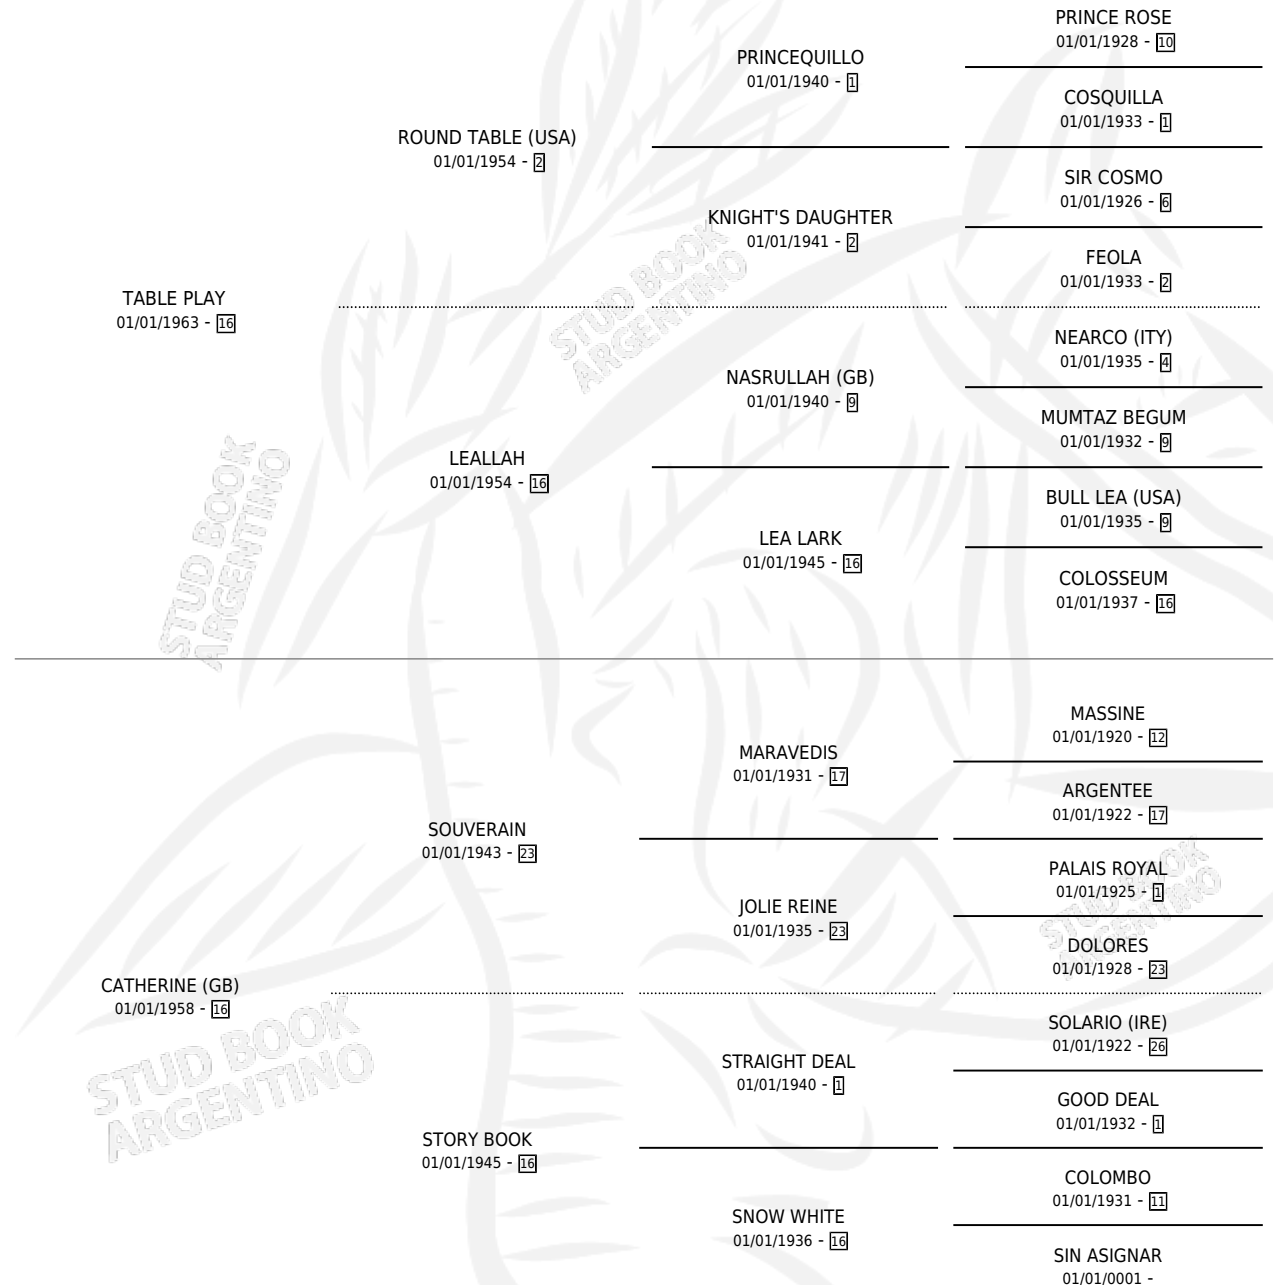 PRINCE ROSE
01/01/1928 - 10
PRINCEQUILLO
01/01/1940 - 1
COSQUILLA
01/01/1933 - 1
ROUND TABLE (USA)
01/01/1954 - 2
SIR COSMO
01/01/1926 - 6
KNIGHT'S DAUGHTER
01/01/1941 - 2
FEOLA
01/01/1933 - 2
TABLE PLAY
01/01/1963 - 16
NEARCO (ITY)
01/01/1935 - 4
NASRULLAH (GB)
01/01/1940 - 9
MUMTAZ BEGUM
01/01/1932 - 9
LEALLAH
01/01/1954 - 16
BULL LEA (USA)
01/01/1935 - 9
LEA LARK
01/01/1945 - 16
COLOSSEUM
01/01/1937 - 16
MASSINE
01/01/1920 - 12
MARAVEDIS
01/01/1931 - 17
ARGENTEE
01/01/1922 - 17
SOUVERAIN
01/01/1943 - 23
PALAIS ROYAL
01/01/1925 - 1
JOLIE REINE
01/01/1935 - 23
DOLORES
01/01/1928 - 23
CATHERINE (GB)
01/01/1958 - 16
SOLARIO (IRE)
01/01/1922 - 26
STRAIGHT DEAL
01/01/1940 - 1
GOOD DEAL
01/01/1932 - 1
STORY BOOK
01/01/1945 - 16
COLOMBO
01/01/1931 - 11
SNOW WHITE
01/01/1936 - 16
SIN ASIGNAR
01/01/0001 -
STUD BOOK
ARGENTINO
STUD BOOK
ARGENTINO
STUD BOOK
ARGENTINO
STUD BOOK
ARGENTINO